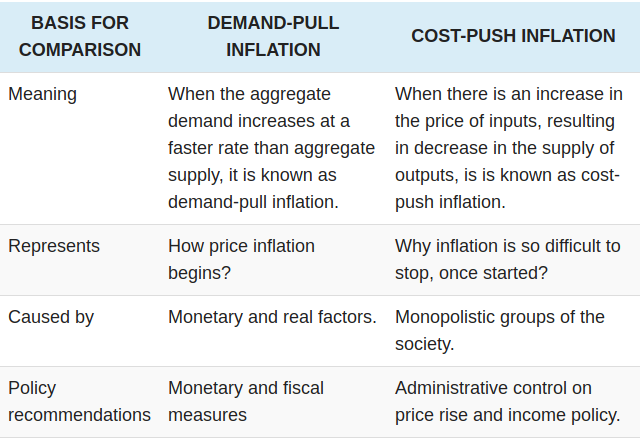 BASIS FOR
COMPARISON
DEMAND-PULL
INFLATION
COST-PUSH INFLATION
Meaning
When the aggregate
demand increases at a
faster rate than aggregate
supply, it is known as
demand-pull inflation.
When there is an increase in
the price of inputs, resulting
in decrease in the supply of
outputs, is is known as cost-
push inflation.
Represents
How price inflation
begins?
Why inflation is so difficult to
stop, once started?
Caused by
Monetary and real factors.
Monopolistic groups of the
society.
Policy
recommendations
Monetary and fiscal
measures
Administrative control on
price rise and income policy.